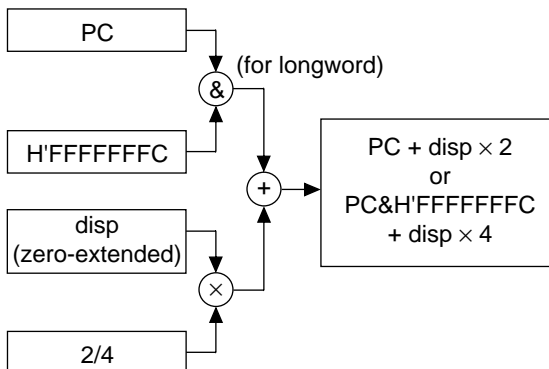 PC
(for longword)
&
H'FFFFFFFC
PC + disp × 2
or
PC&H'FFFFFFFC
+ disp × 4
+
disp
(zero-extended)
×
2/4